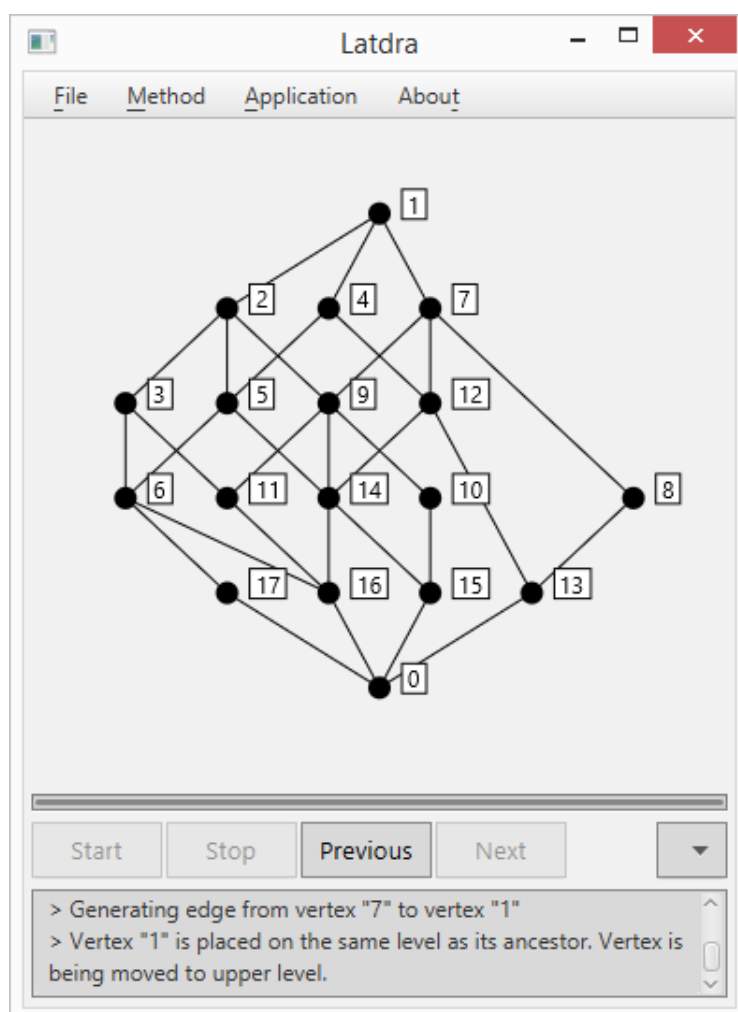 Latdra
File Method Application About
1
2 4 7
3 5 9 12
6 11 14 10 8
17 16 15 13
0
Start Stop Previous Next
> Generating edge from vertex "7" to vertex "1"
> Vertex "1" is placed on the same level as its ancestor. Vertex is
being moved to upper level.